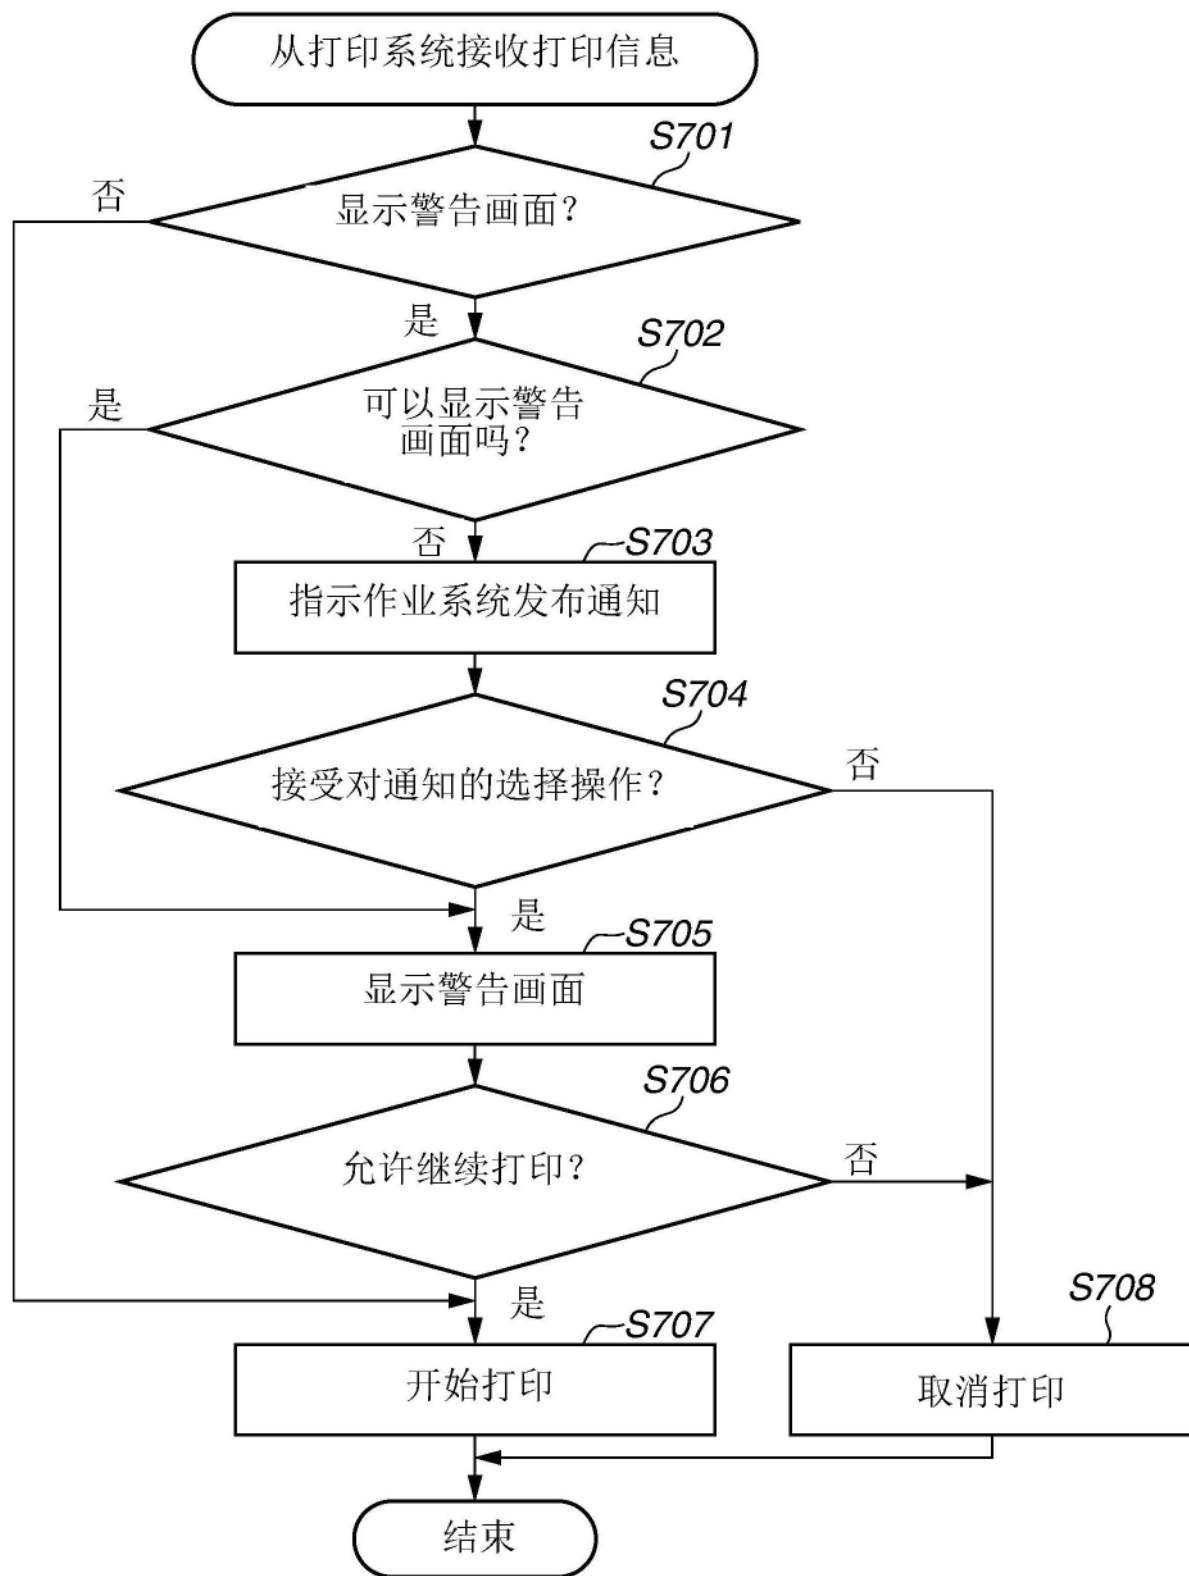 从打印系统接收打印信息
S701
否
显示警告画面？
是
S702
是
可以显示警告
画面吗？
否
S703
指示作业系统发布通知
S704
否
接受对通知的选择操作？
是
S705
显示警告画面
S706
否
允许继续打印？
是
S707
S708
开始打印
取消打印
结束